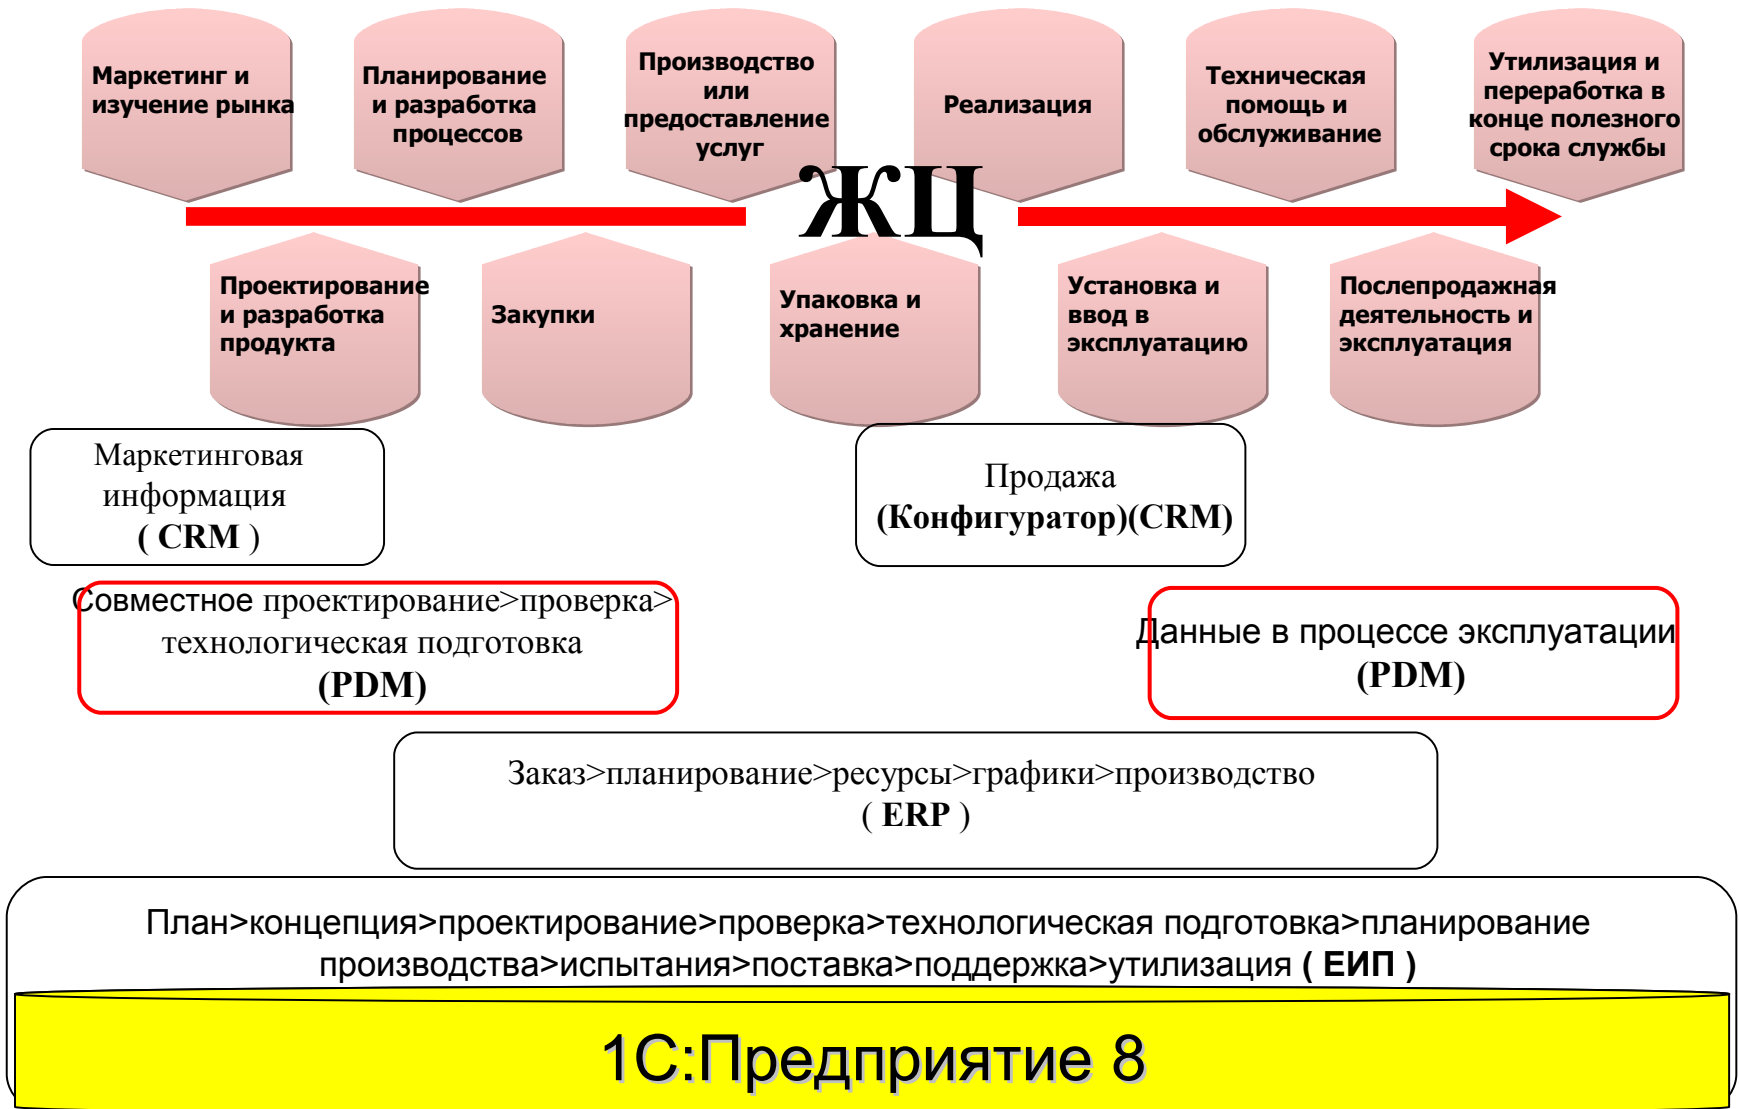 Маркетинг и
изучение рынка
Планирование
и разработка
процессов
Производство
или
предоставление
услуг
Реализация
Техническая
помощь и
обслуживание
Утилизация и
переработка в
конце полезного
срока службы
ЖЦ
Проектирование
и разработка
продукта
Закупки
Упаковка и
хранение
Установка и
ввод в
эксплуатацию
Послепродажная
деятельность и
эксплуатация
Маркетинговая
информация
( CRM )
Продажа
(Конфигуратор)(CRM)
Совместное проектирование>проверка>
технологическая подготовка
(PDM)
Данные в процессе эксплуатации
(PDM)
Заказ>планирование>ресурсы>графики>производство
( ERP )
План>концепция>проектирование>проверка>технологическая подготовка>планирование
производства>испытания>поставка>поддержка>утилизация ( ЕИП )
1С:Предприятие 8